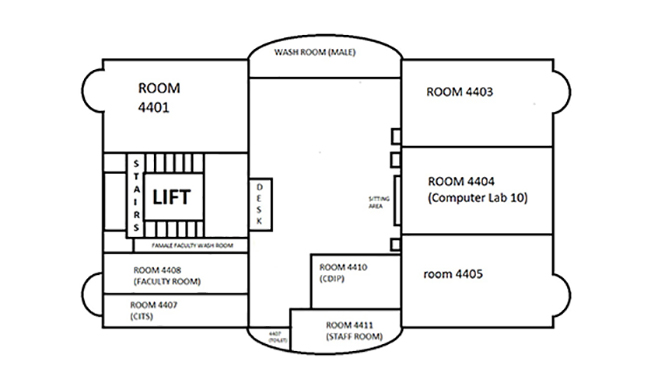 WASH ROOM (MALE)
ROOM
4401
ROOM 4403
STAIRS
LIFT
DESK
SITTING
AREA
ROOM 4404
(Computer Lab 10)
FAMALE FACULTY WASH ROOM
ROOM 4408
(FACULTY ROOM)
ROOM 4410
(CDIP)
room 4405
ROOM 4407
(CITS)
4407
(TOILET)
ROOM 4411
(STAFF ROOM)